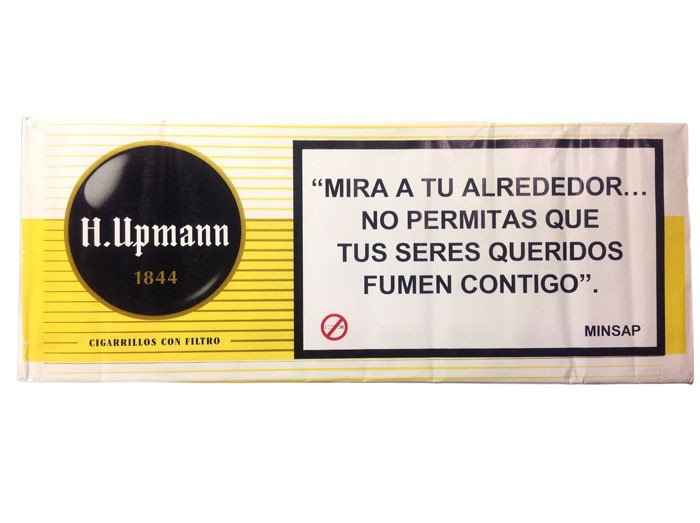 H.Upmann
1844
CIGARRILLOS CON FILTRO
“MIRA A TU ALREDEDOR...
NO PERMITAS QUE
TUS SERES QUERIDOS
FUMEN CONTIGO”.
MINSAP